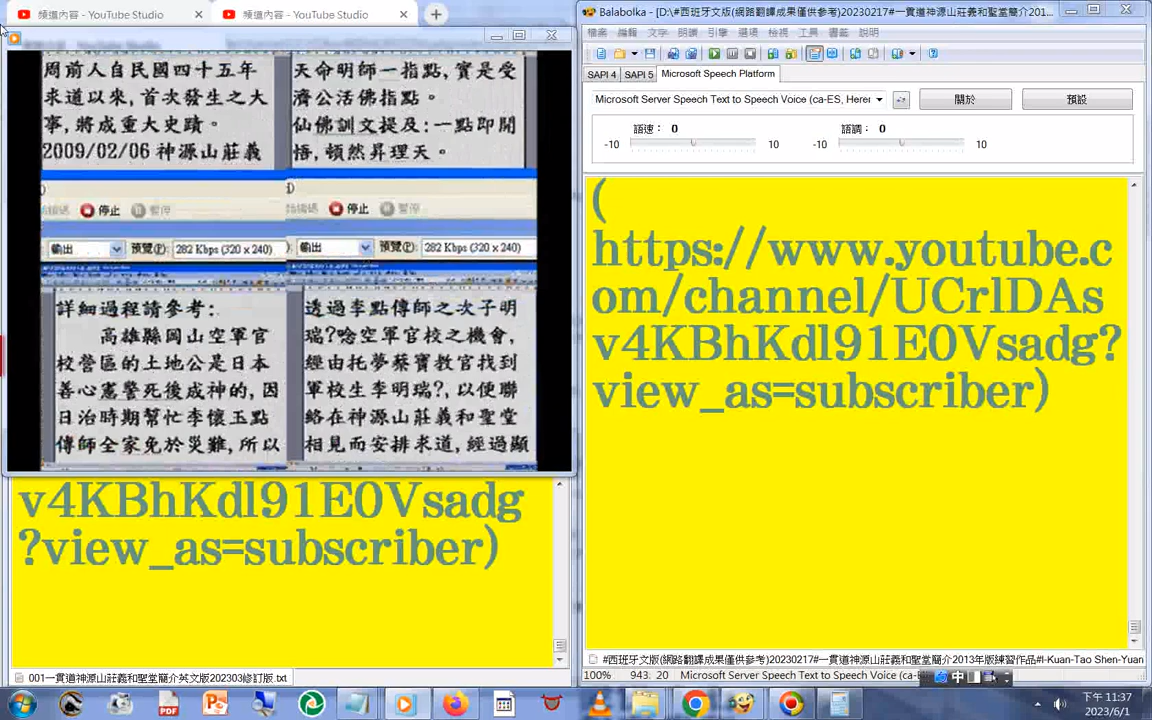 頻道內容 - YouTube Studio
頻道內容 - YouTube Studio
周前人自民國四十五年
求道以來,首次發生之大
事,將成重大史蹟。
2009/02/06 神源山莊義
天命明師一指點,實是受
濟公活佛指點。
仙佛訓文提及:一點即開
悟,頓然昇理天。
停止
暫停
停止
暫停
輸出
預覽(P):
282 Kbps (320 x 240)
輸出
預覽(P):
282 Kbps (320 x 240)
詳細過程請參考:
高雄縣岡山空軍官
校營區的土地公是日本
善心憲警死後成神的,因
日治時期幫忙李懷玉點
傳師全家免於災難,所以
透過李點傳師之次子明
瑞?唸空軍官校之機會,
經由托夢蔡寶教官找到
軍校生李明瑞?,以便聯
絡在神源山莊義和聖堂
相見而安排求道,經過顯
v4KBhKdl91E0Vsadg
?view_as=subscriber)
001一貫道神源山莊義和聖堂簡介英文版202303修訂版.txt
Balabolka - [D:\#西班牙文版(網路翻譯成果僅供參考)20230217#一貫道神源山莊義和聖堂簡介201...
檔案 編輯 文字 朗讀 引擎 選項 檢視 工具 書籤 說明
SAPI 4 SAPI 5 Microsoft Speech Platform
Microsoft Server Speech Text to Speech Voice (ca-ES, Here
關於
預設
語速: 0
語調: 0
-10 10 -10 10
(
https://www.youtube.c
om/channel/UCrlDAs
v4KBhKdl91E0Vsadg?
view_as=subscriber)
#西班牙文版(網路翻譯成果僅供參考)20230217#一貫道神源山莊義和聖堂簡介2013年版練習作品#I-Kuan-Tao Shen-Yuan
100% 943: 20 Microsoft Server Speech Text to Speech Voice (ca-E
中
PDF
下午 11:37
2023/6/1